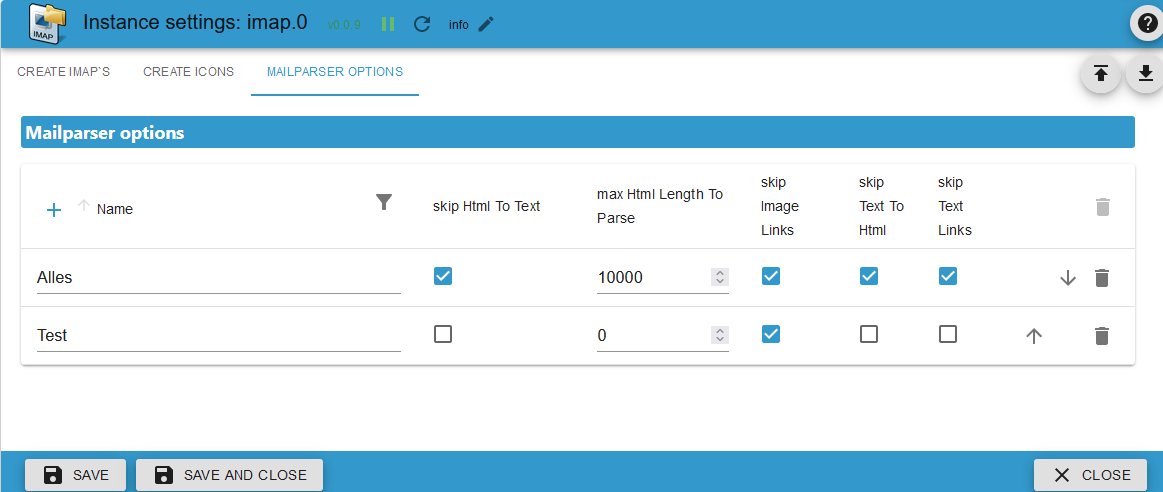 IMAP
Instance settings: imap.0 v0.0.9 info
CREATE IMAP`S CREATE ICONS MAILPARSER OPTIONS
Mailparser options
Name
skip Html To Text
max Html Length To
Parse
skip
Image
Links
skip
Text To
Html
skip
Text
Links
Alles 10000
Test 0
SAVE SAVE AND CLOSE CLOSE